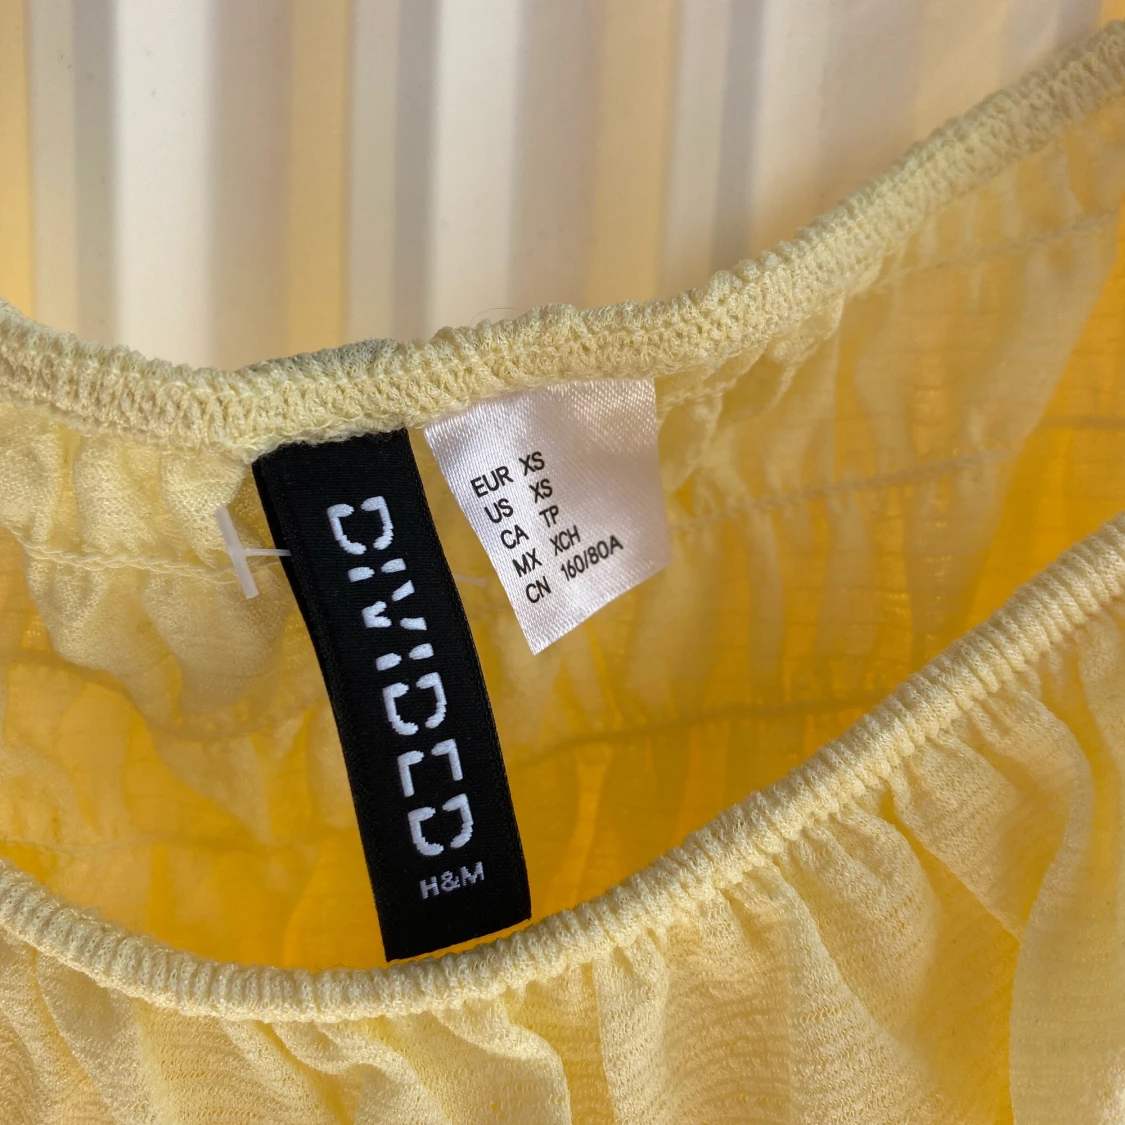 DIVIDED
H&M
EUR XS
US XS
CA TP
MX XCH
CN 160/80A